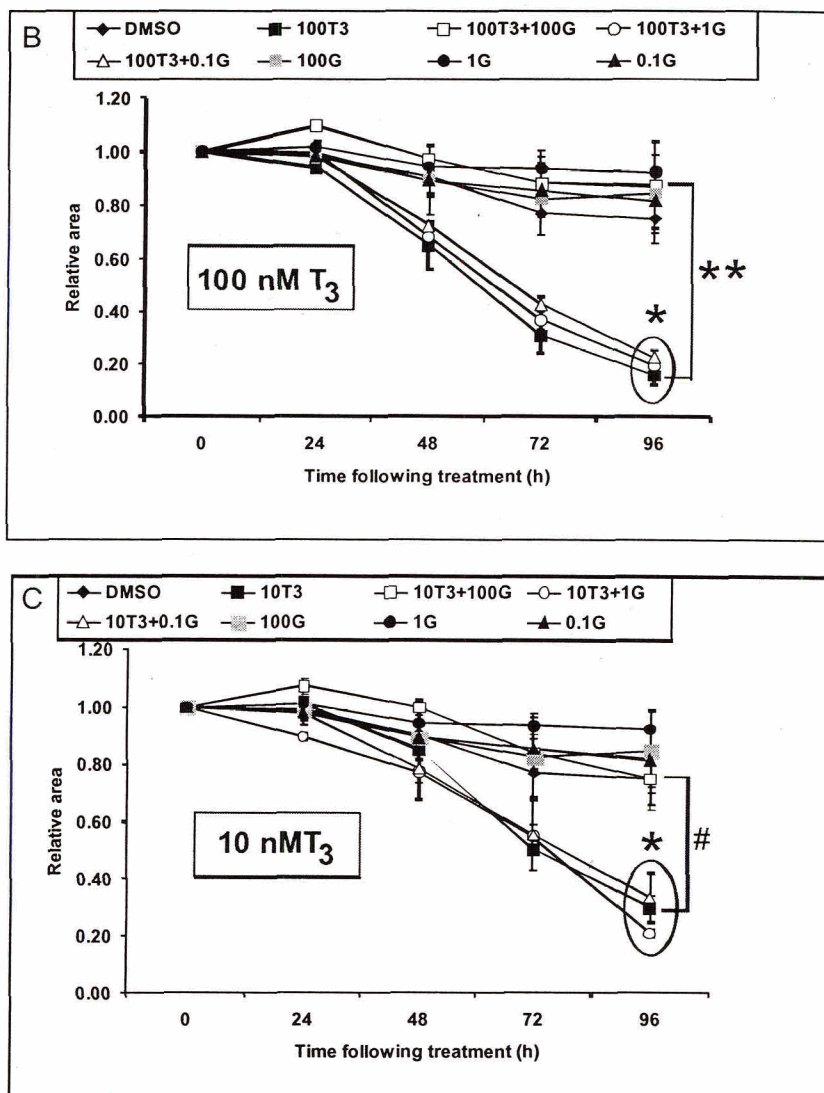 B
DMSO 100T3 100T3+100G 100T3+1G
100T3+0.1G 100G 1G 0.1G
1.20
1.00
0.80
0.60
0.40
0.20
0.00
Relative area
100 nM T3
**
*
0 24 48 72 96
Time following treatment (h)
C
DMSO 10T3 10T3+100G 10T3+1G
10T3+0.1G 100G 1G 0.1G
1.20
1.00
0.80
0.60
0.40
0.20
0.00
Relative area
10 nMT3
*
#
0 24 48 72 96
Time following treatment (h)